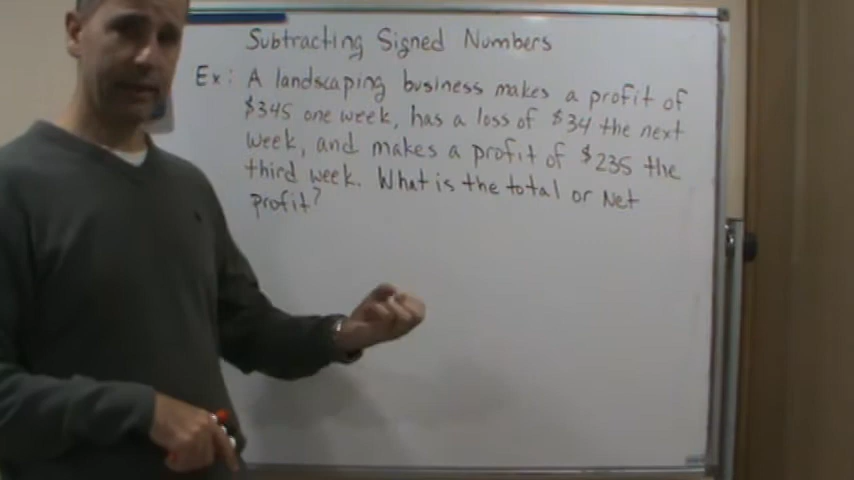 Subtracting Signed Numbers
Ex: A landscaping business makes a profit of
$345 one week, has a loss of $34 the next
week, and makes a profit of $235 the
third week. What is the total or Net
profit?